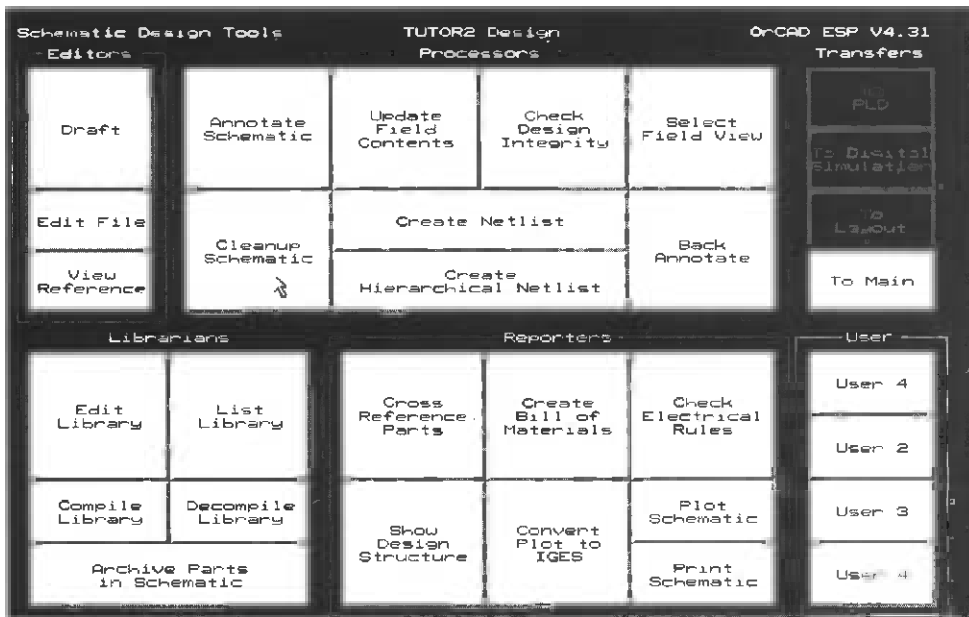 Schematic Design Tools
TUTOR2 Design
OrCAD ESP V4.31
Editors
Processors
Transfers
Draft
Edit File
View
Reference
Annotate
Schematic
Update
Field
Contents
Check
Design
Integrity
Select
Field View
Cleanup
Schematic
Create Netlist
Create
Hierarchical Netlist
Back
Annotate
To
PLD
To Digital
Simulation
To
Layout
To Main
Librarians
Reporters
User
Edit
Library
List
Library
Compile
Library
Decompile
Library
Archive Parts
in Schematic
Cross
Reference
Parts
Create
Bill of
Materials
Check
Electrical
Rules
Show
Design
Structure
Convert
Plot to
IGES
Plot
Schematic
Print
Schematic
User 4
User 2
User 3
User 4